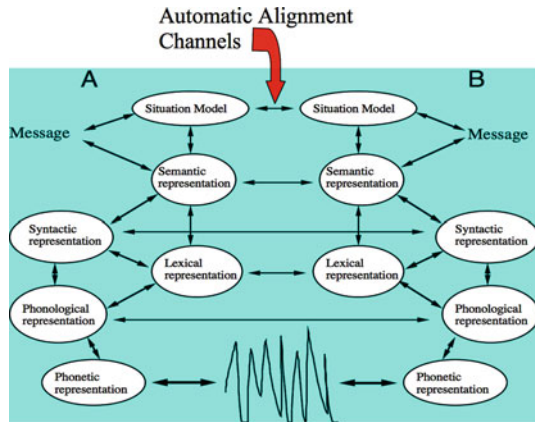 Automatic Alignment
Channels
A
B
Situation Model
Situation Model
Message
Message
Semantic
representation
Semantic
representation
Syntactic
representation
Syntactic
representation
Lexical
representation
Lexical
representation
Phonological
representation
Phonological
representation
Phonetic
representation
Phonetic
representation